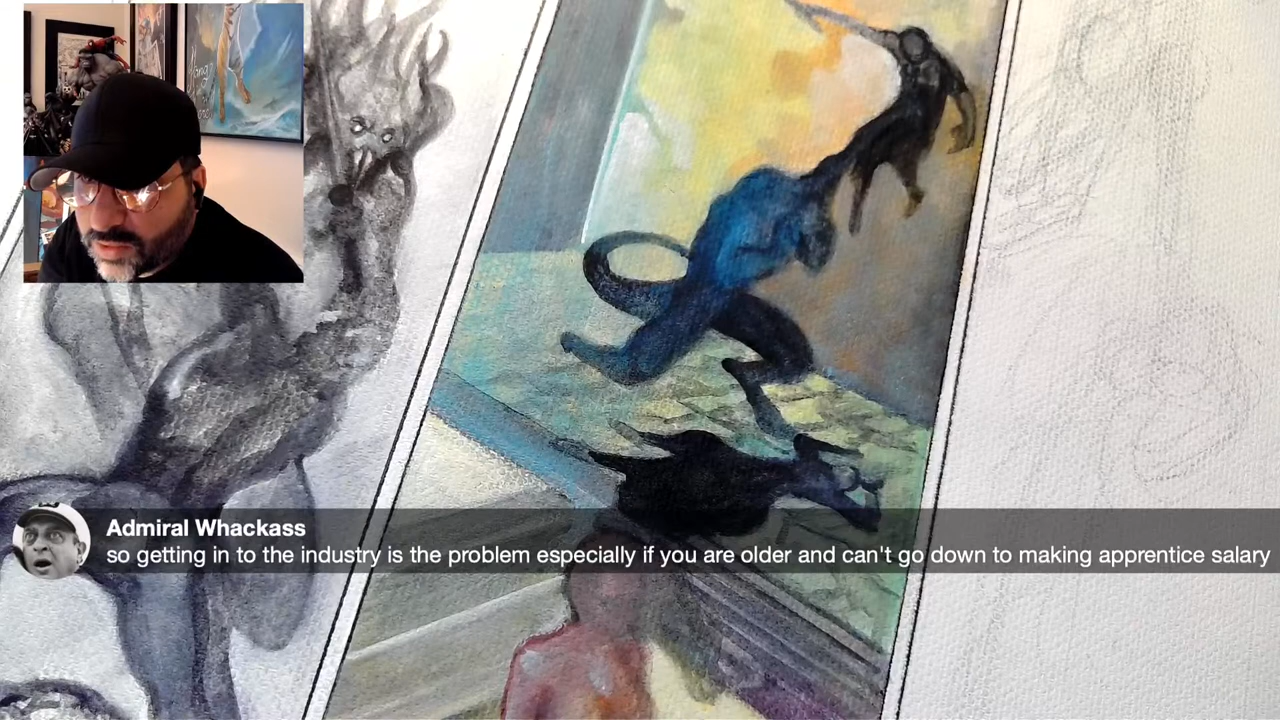 Admiral Whackass
so getting in to the industry is the problem especially if you are older and can't go down to making apprentice salary